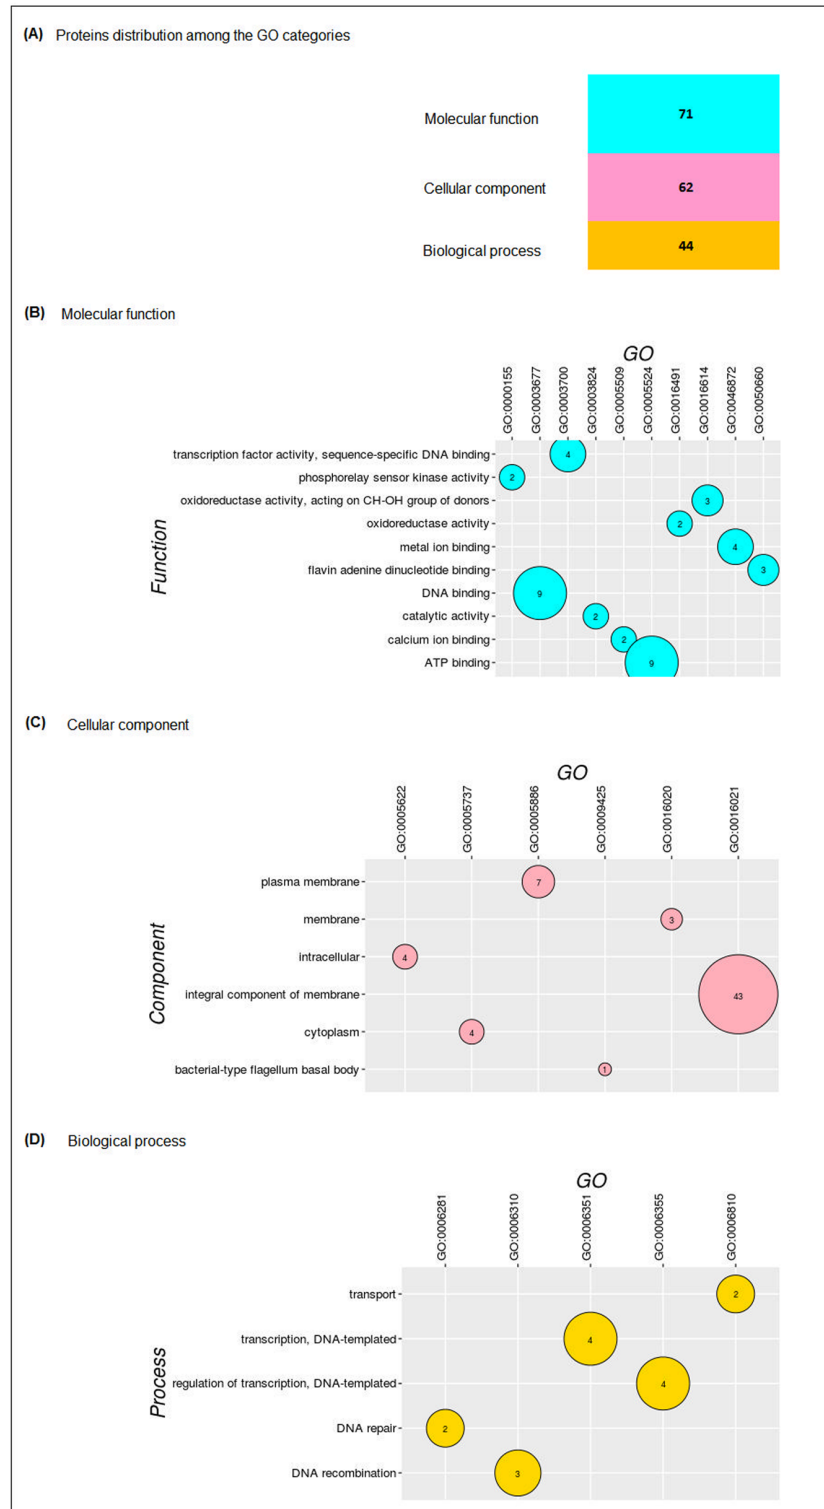 (A) Proteins distribution among the GO categories
Molecular function 71
Cellular component 62
Biological process 44
(B) Molecular function
GO
GO:0000155
GO:0003677
GO:0003700
GO:0003824
GO:0005509
GO:0005524
GO:0016491
GO:0016614
GO:0046872
GO:0050660
Function
transcription factor activity, sequence-specific DNA binding 4
phosphorelay sensor kinase activity 2
oxidoreductase activity, acting on CH-OH group of donors 3
oxidoreductase activity 2
metal ion binding 4
flavin adenine dinucleotide binding 3
DNA binding 9
catalytic activity 2
calcium ion binding 2
ATP binding 9
(C) Cellular component
GO
GO:0005622
GO:0005737
GO:0005886
GO:0009425
GO:0016020
GO:0016021
Component
plasma membrane 7
membrane 3
intracellular 4
integral component of membrane 43
cytoplasm 4
bacterial-type flagellum basal body 1
(D) Biological process
GO
GO:0006281
GO:0006310
GO:0006351
GO:0006355
GO:0006810
Process
transport 2
transcription, DNA-templated 4
regulation of transcription, DNA-templated 4
DNA repair 2
DNA recombination 3